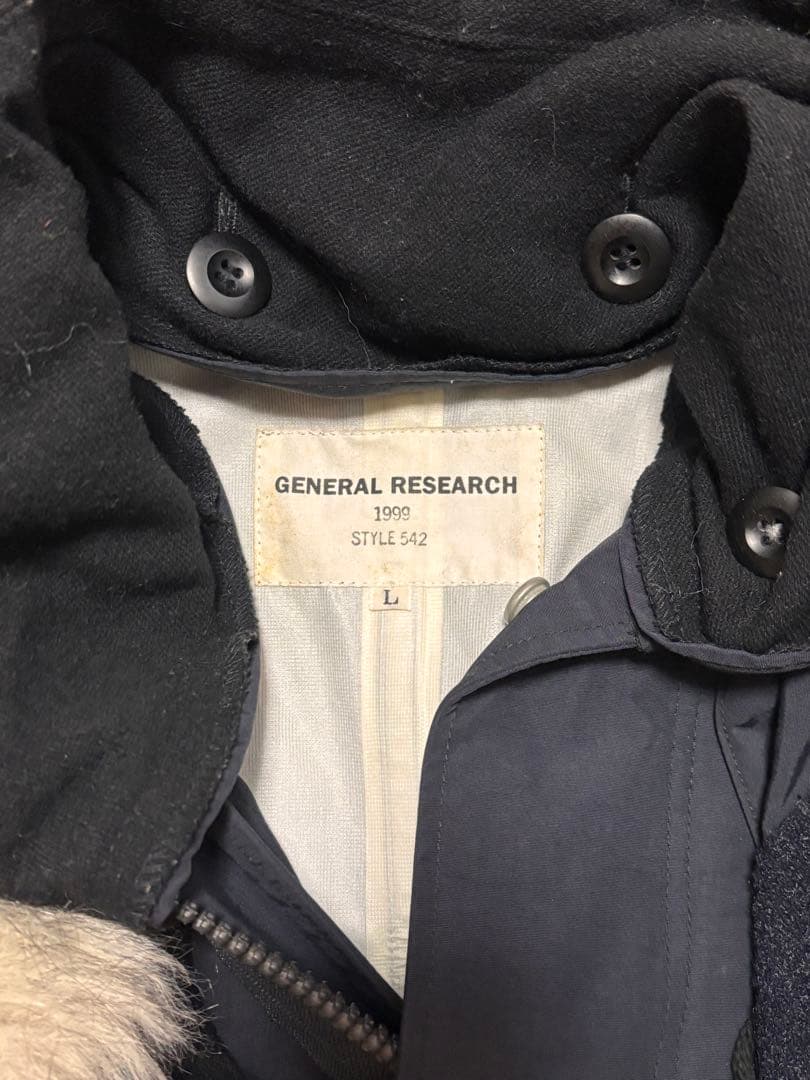 GENERAL RESEARCH
1999
STYLE 542
L